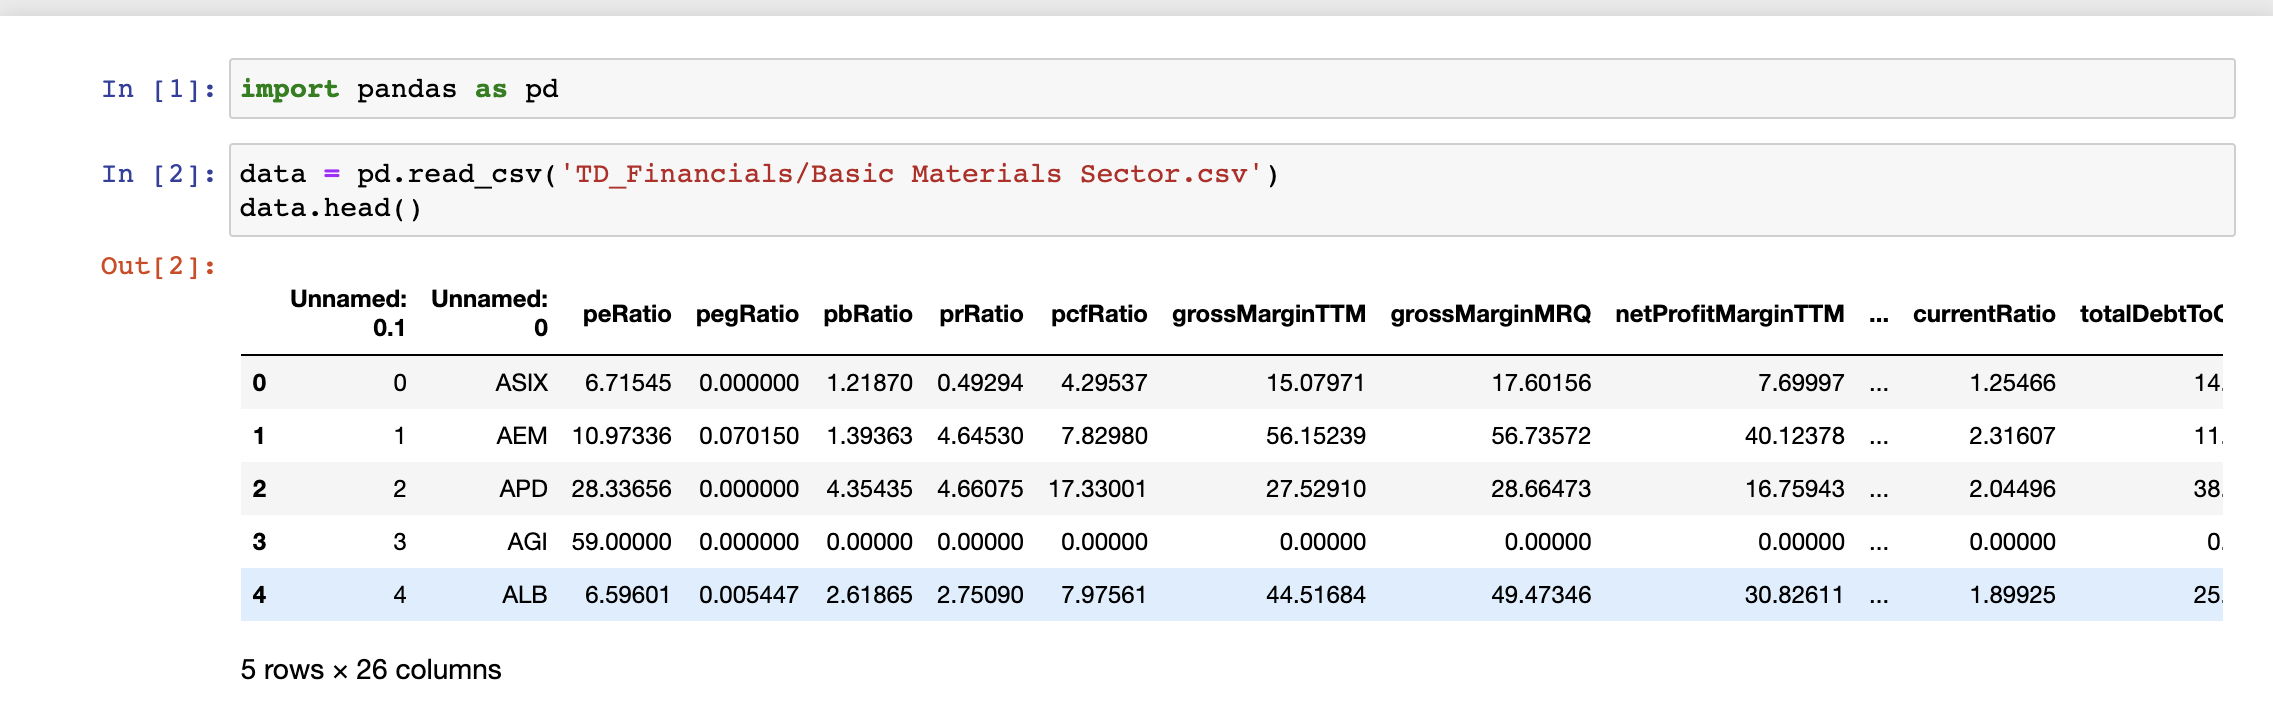 In [1]: import pandas as pd
In [2]: data = pd.read_csv('TD_Financials/Basic Materials Sector.csv')
data.head()
Out[2]:
Unnamed: 0.1 Unnamed: 0 peRatio pegRatio pbRatio prRatio pcfRatio grossMarginTTM grossMarginMRQ netProfitMarginTTM ... currentRatio totalDebtToC
0 0 ASIX 6.71545 0.000000 1.21870 0.49294 4.29537 15.07971 17.60156 7.69997 ... 1.25466 14.
1 1 AEM 10.97336 0.070150 1.39363 4.64530 7.82980 56.15239 56.73572 40.12378 ... 2.31607 11.
2 2 APD 28.33656 0.000000 4.35435 4.66075 17.33001 27.52910 28.66473 16.75943 ... 2.04496 38.
3 3 AGI 59.00000 0.000000 0.00000 0.00000 0.00000 0.00000 0.00000 0.00000 ... 0.00000 0.
4 4 ALB 6.59601 0.005447 2.61865 2.75090 7.97561 44.51684 49.47346 30.82611 ... 1.89925 25.
5 rows × 26 columns